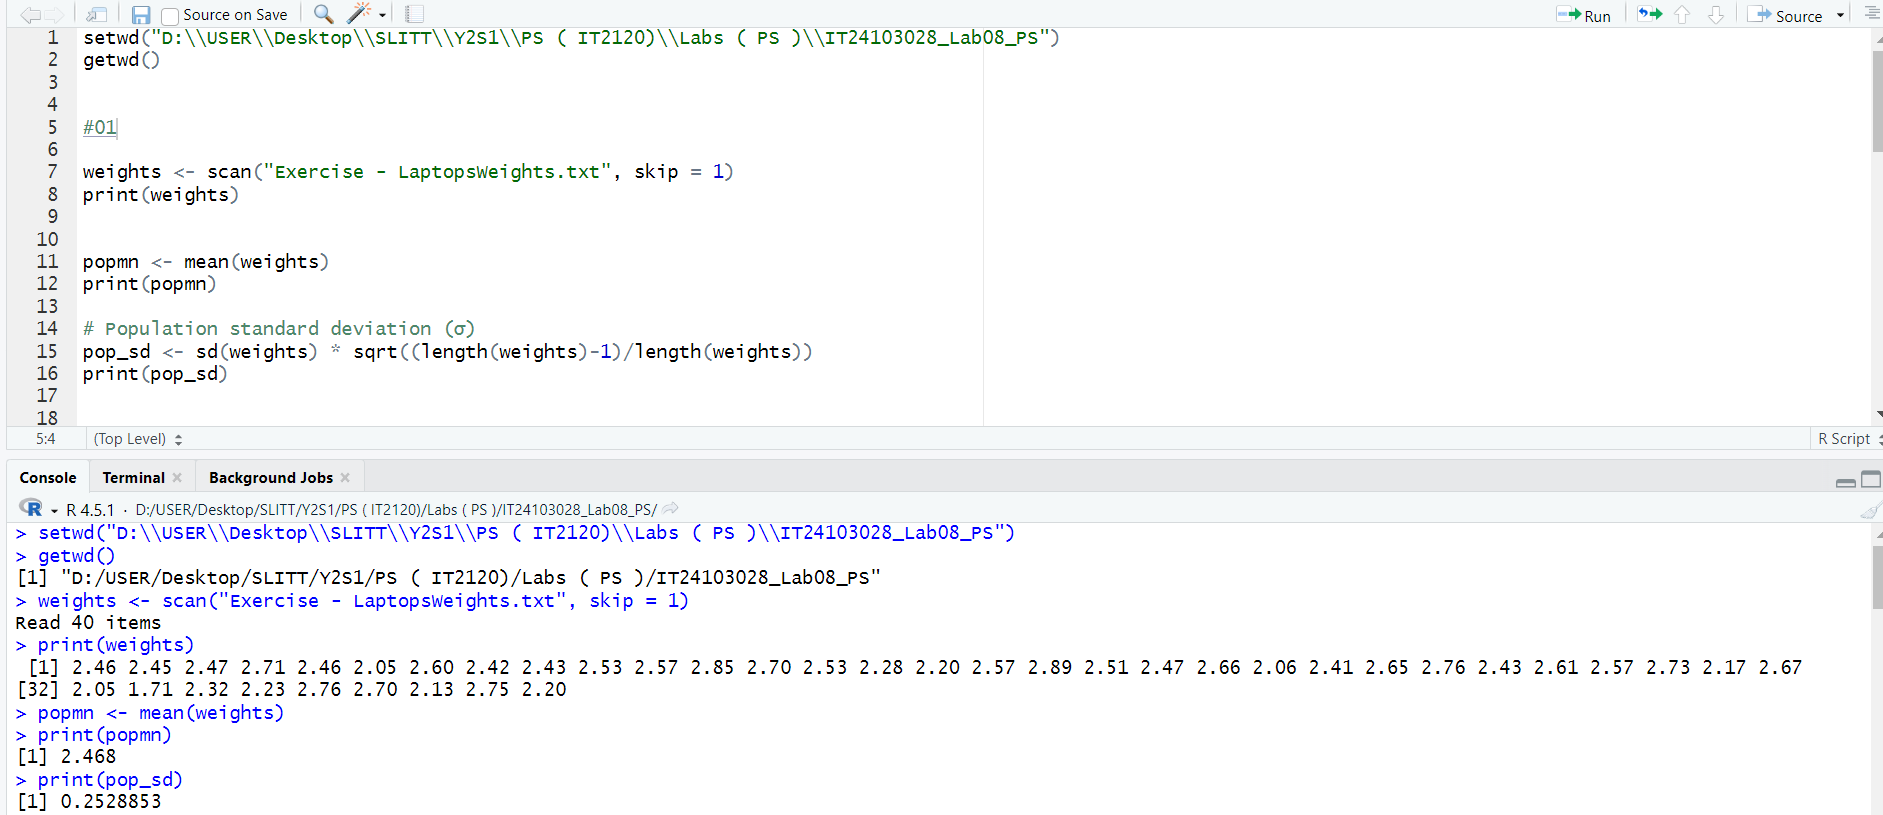 Source on Save
Run
Source
1 setwd("D:\\USER\\Desktop\\SLITT\\Y2S1\\PS ( IT2120)\\Labs ( PS )\\IT24103028_Lab08_PS")
2 getwd()
3
4
5 #01
6
7 weights <- scan("Exercise - LaptopsWeights.txt", skip = 1)
8 print(weights)
9
10
11 popmn <- mean(weights)
12 print(popmn)
13
14 # Population standard deviation (σ)
15 pop_sd <- sd(weights) * sqrt((length(weights)-1)/length(weights))
16 print(pop_sd)
17
18
5:4 (Top Level) R Script
Console Terminal Background Jobs
R 4.5.1 · D:/USER/Desktop/SLITT/Y2S1/PS ( IT2120)/Labs ( PS )/IT24103028_Lab08_PS/
> setwd("D:\\USER\\Desktop\\SLITT\\Y2S1\\PS ( IT2120)\\Labs ( PS )\\IT24103028_Lab08_PS")
> getwd()
[1] "D:/USER/Desktop/SLITT/Y2S1/PS ( IT2120)/Labs ( PS )/IT24103028_Lab08_PS"
> weights <- scan("Exercise - LaptopsWeights.txt", skip = 1)
Read 40 items
> print(weights)
[1] 2.46 2.45 2.47 2.71 2.46 2.05 2.60 2.42 2.43 2.53 2.57 2.85 2.70 2.53 2.28 2.20 2.57 2.89 2.51 2.47 2.66 2.06 2.41 2.65 2.76 2.43 2.61 2.57 2.73 2.17 2.67
[32] 2.05 1.71 2.32 2.23 2.76 2.70 2.13 2.75 2.20
> popmn <- mean(weights)
> print(popmn)
[1] 2.468
> print(pop_sd)
[1] 0.2528853